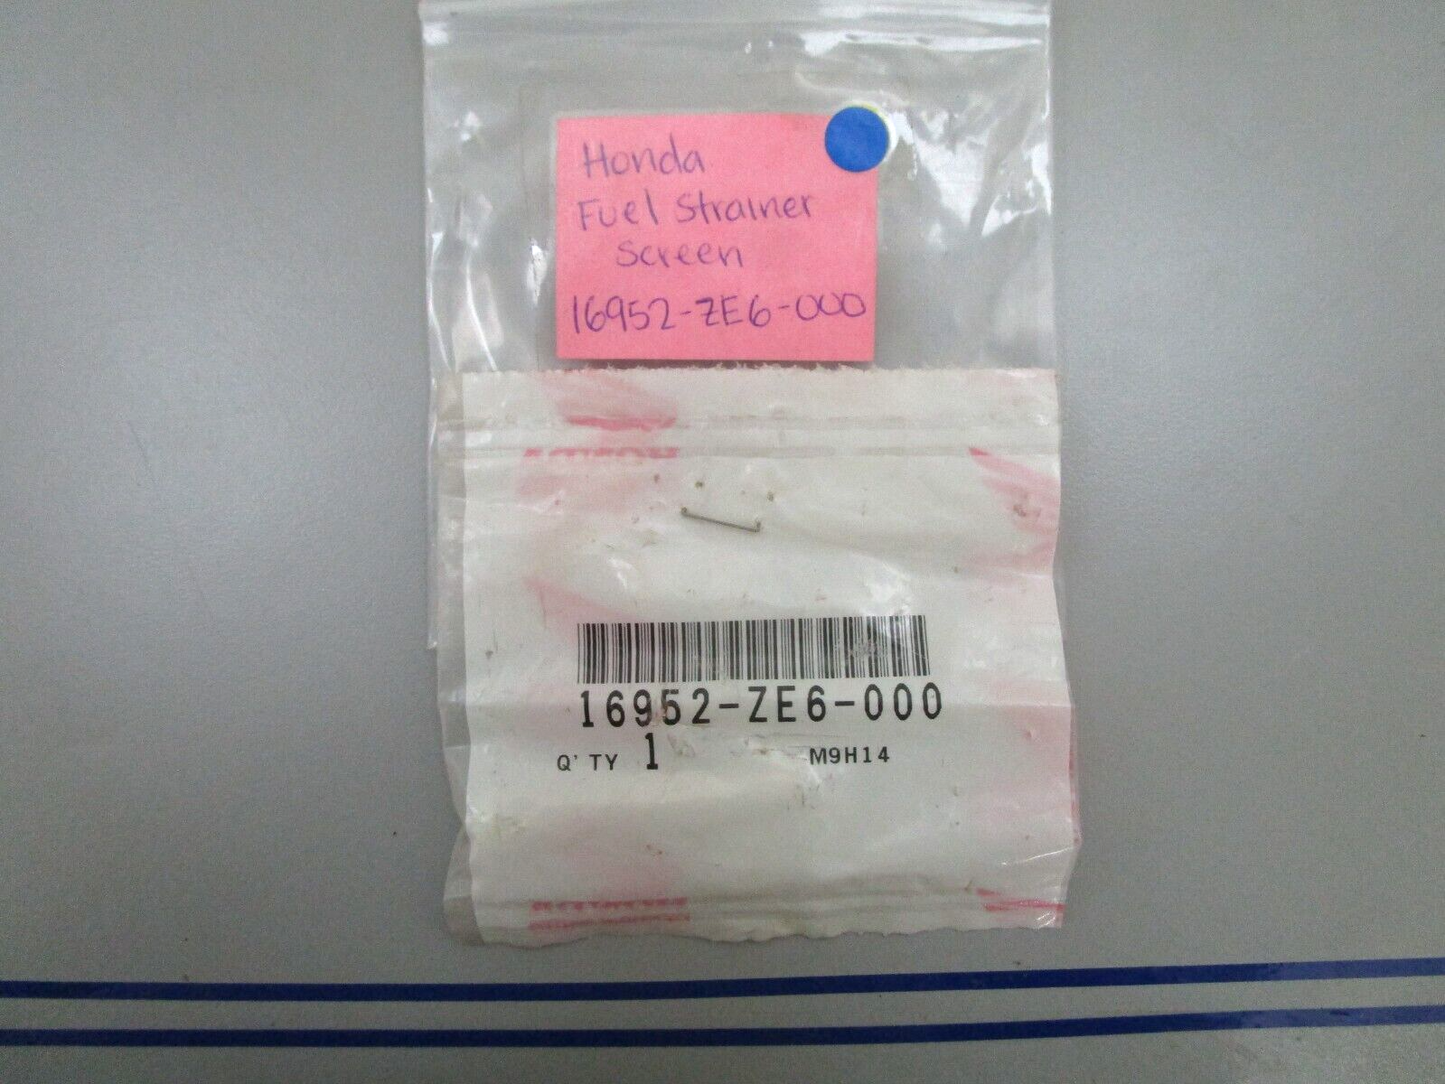 Honda
Fuel Strainer
Screen
16952-ZE6-000
16952-ZE6-000
Q'TY 1 M9H14